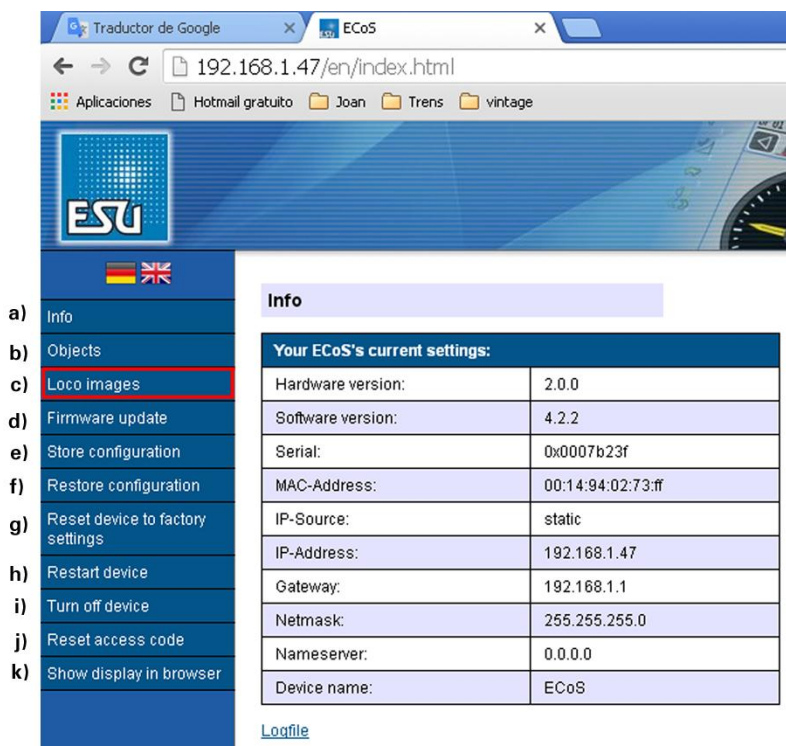 Traductor de Google
ECoS
192.168.1.47/en/index.html
Aplicaciones Hotmail gratuito Joan Trens vintage
ESU
a) Info
b) Objects
c) Loco images
d) Firmware update
e) Store configuration
f) Restore configuration
g) Reset device to factory
settings
h) Restart device
i) Turn off device
j) Reset access code
k) Show display in browser
Info
Your ECoS's current settings:
Hardware version: 2.0.0
Software version: 4.2.2
Serial: 0x0007b23f
MAC-Address: 00:14:94:02:73:ff
IP-Source: static
IP-Address: 192.168.1.47
Gateway: 192.168.1.1
Netmask: 255.255.255.0
Nameserver: 0.0.0.0
Device name: ECoS
Logfile